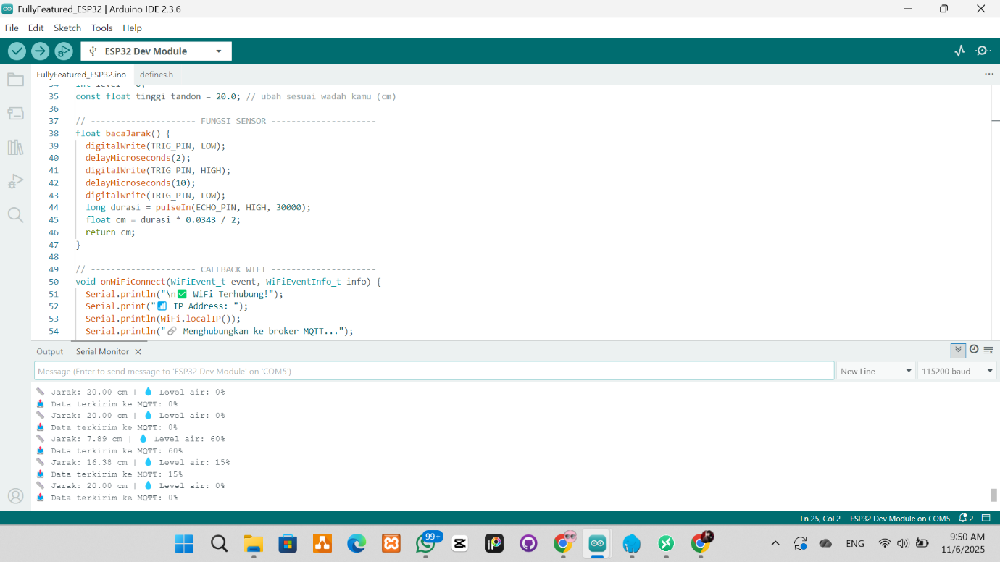 FullyFeatured_ESP32 | Arduino IDE 2.3.6
File Edit Sketch Tools Help
ESP32 Dev Module
FullyFeatured_ESP32.ino defines.h
35 const float tinggi_tandon = 20.0; // ubah sesuai wadah kamu (cm)
36
37 // --------------------- FUNGSI SENSOR ---------------------
38 float bacaJarak() {
39 digitalWrite(TRIG_PIN, LOW);
40 delayMicroseconds(2);
41 digitalWrite(TRIG_PIN, HIGH);
42 delayMicroseconds(10);
43 digitalWrite(TRIG_PIN, LOW);
44 long durasi = pulseIn(ECHO_PIN, HIGH, 30000);
45 float cm = durasi * 0.0343 / 2;
46 return cm;
47 }
48
49 // --------------------- CALLBACK WIFI ---------------------
50 void onWiFiConnect(WiFiEvent_t event, WiFiEventInfo_t info) {
51 Serial.println("\n✅ WiFi Terhubung!");
52 Serial.print("📶 IP Address: ");
53 Serial.println(WiFi.localIP());
54 Serial.println("🔗 Menghubungkan ke broker MQTT...");
Output Serial Monitor
Message (Enter to send message to 'ESP32 Dev Module' on 'COM5') New Line 115200 baud
📏 Jarak: 20.00 cm | 💧 Level air: 0%
📤 Data terkirim ke MQTT: 0%
📏 Jarak: 20.00 cm | 💧 Level air: 0%
📤 Data terkirim ke MQTT: 0%
📏 Jarak: 7.89 cm | 💧 Level air: 60%
📤 Data terkirim ke MQTT: 60%
📏 Jarak: 16.38 cm | 💧 Level air: 15%
📤 Data terkirim ke MQTT: 15%
📏 Jarak: 20.00 cm | 💧 Level air: 0%
📤 Data terkirim ke MQTT: 0%
Ln 25, Col 2 ESP32 Dev Module on COM5 2
99+
ENG
9:50 AM
11/6/2025